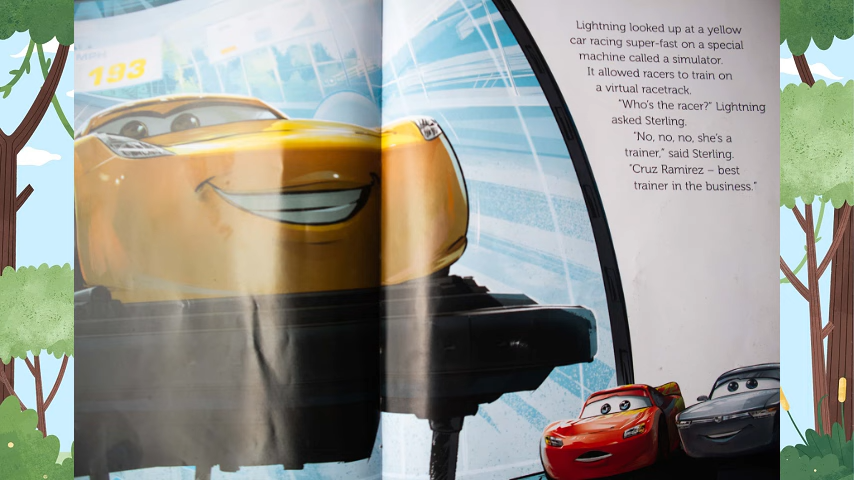 193
Lightning looked up at a yellow
car racing super-fast on a special
machine called a simulator.
It allowed racers to train on
a virtual racetrack.
"Who's the racer?" Lightning
asked Sterling.
"No, no, no, she's a
trainer," said Sterling.
"Cruz Ramirez – best
trainer in the business."